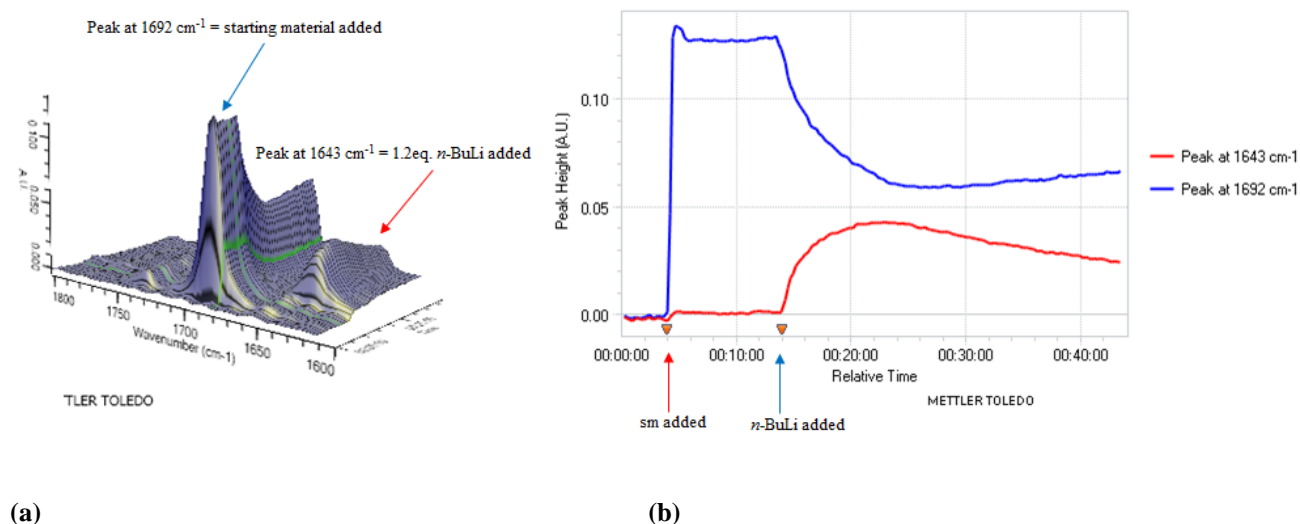 Peak at 1692 cm-1 = starting material added
Peak at 1643 cm-1 = 1.2eq. n-BuLi added
0.100
0.050
0.000
1800
1750
1700
1650
1600
Wavenumber (cm-1)
TLER TOLEDO
Peak Height (A.U.)
0.10
0.05
0.00
00:00:00
00:10:00
00:20:00
00:30:00
00:40:00
Relative Time
METTLER TOLEDO
Peak at 1643 cm-1
Peak at 1692 cm-1
sm added
n-BuLi added
(a)
(b)